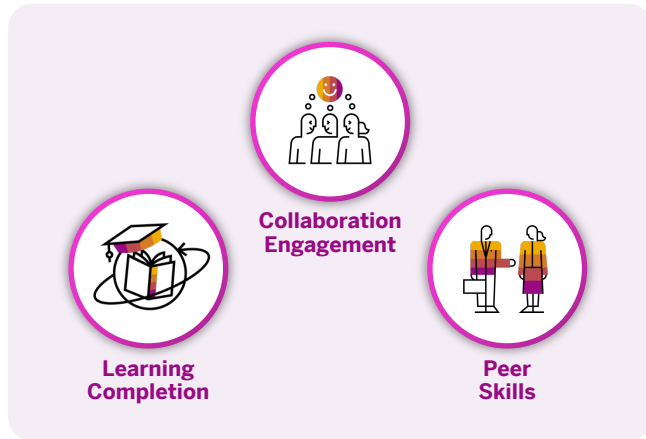 Collaboration
Engagement
Learning
Completion
Peer
Skills